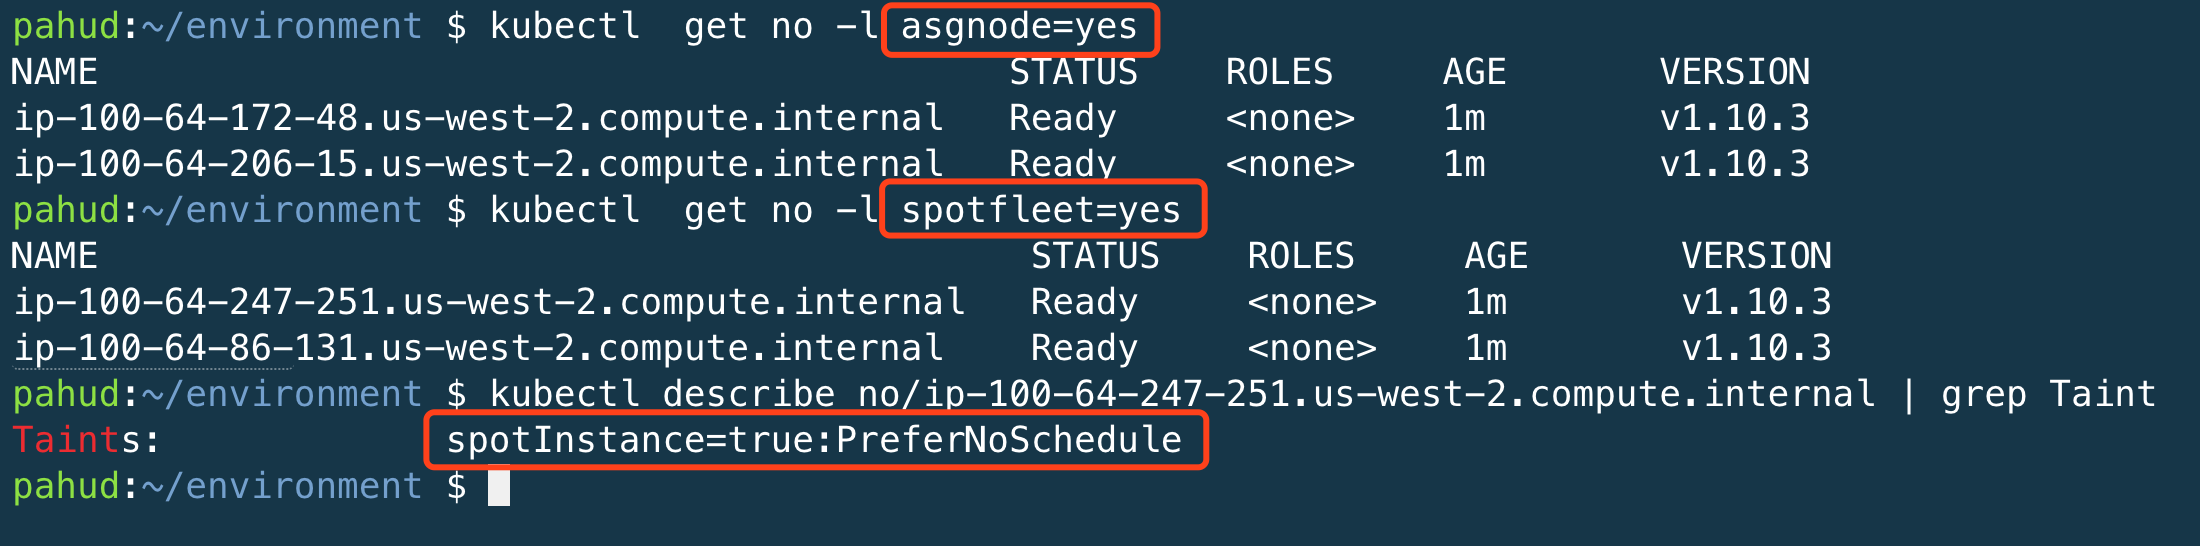 pahud:~/environment $ kubectl  get no -l asgnode=yes
NAME                                          STATUS    ROLES     AGE       VERSION
ip-100-64-172-48.us-west-2.compute.internal   Ready     <none>    1m        v1.10.3
ip-100-64-206-15.us-west-2.compute.internal   Ready     <none>    1m        v1.10.3
pahud:~/environment $ kubectl  get no -l spotfleet=yes
NAME                                           STATUS    ROLES     AGE       VERSION
ip-100-64-247-251.us-west-2.compute.internal   Ready     <none>    1m        v1.10.3
ip-100-64-86-131.us-west-2.compute.internal    Ready     <none>    1m        v1.10.3
pahud:~/environment $ kubectl describe no/ip-100-64-247-251.us-west-2.compute.internal | grep Taint
Taints:             spotInstance=true:PreferNoSchedule
pahud:~/environment $